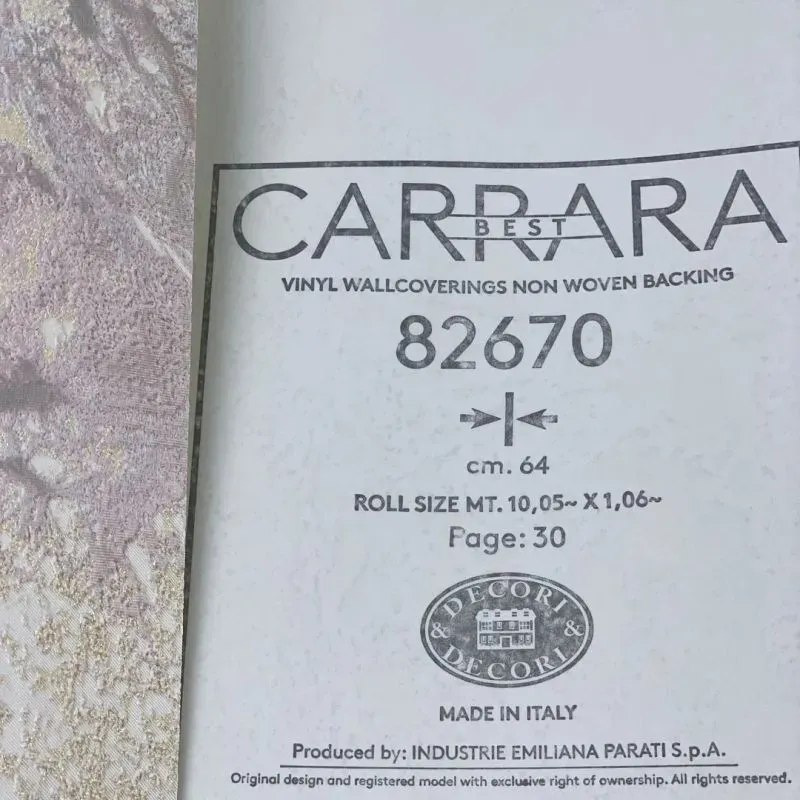 CARRARA
BEST
VINYL WALLCOVERINGS NON WOVEN BACKING
82670
cm. 64
ROLL SIZE MT. 10,05~ X 1,06~
Page: 30
DECORI
& &
DECORI
MADE IN ITALY
Produced by: INDUSTRIE EMILIANA PARATI S.p.A.
Original design and registered model with exclusive right of ownership. All rights reserved.